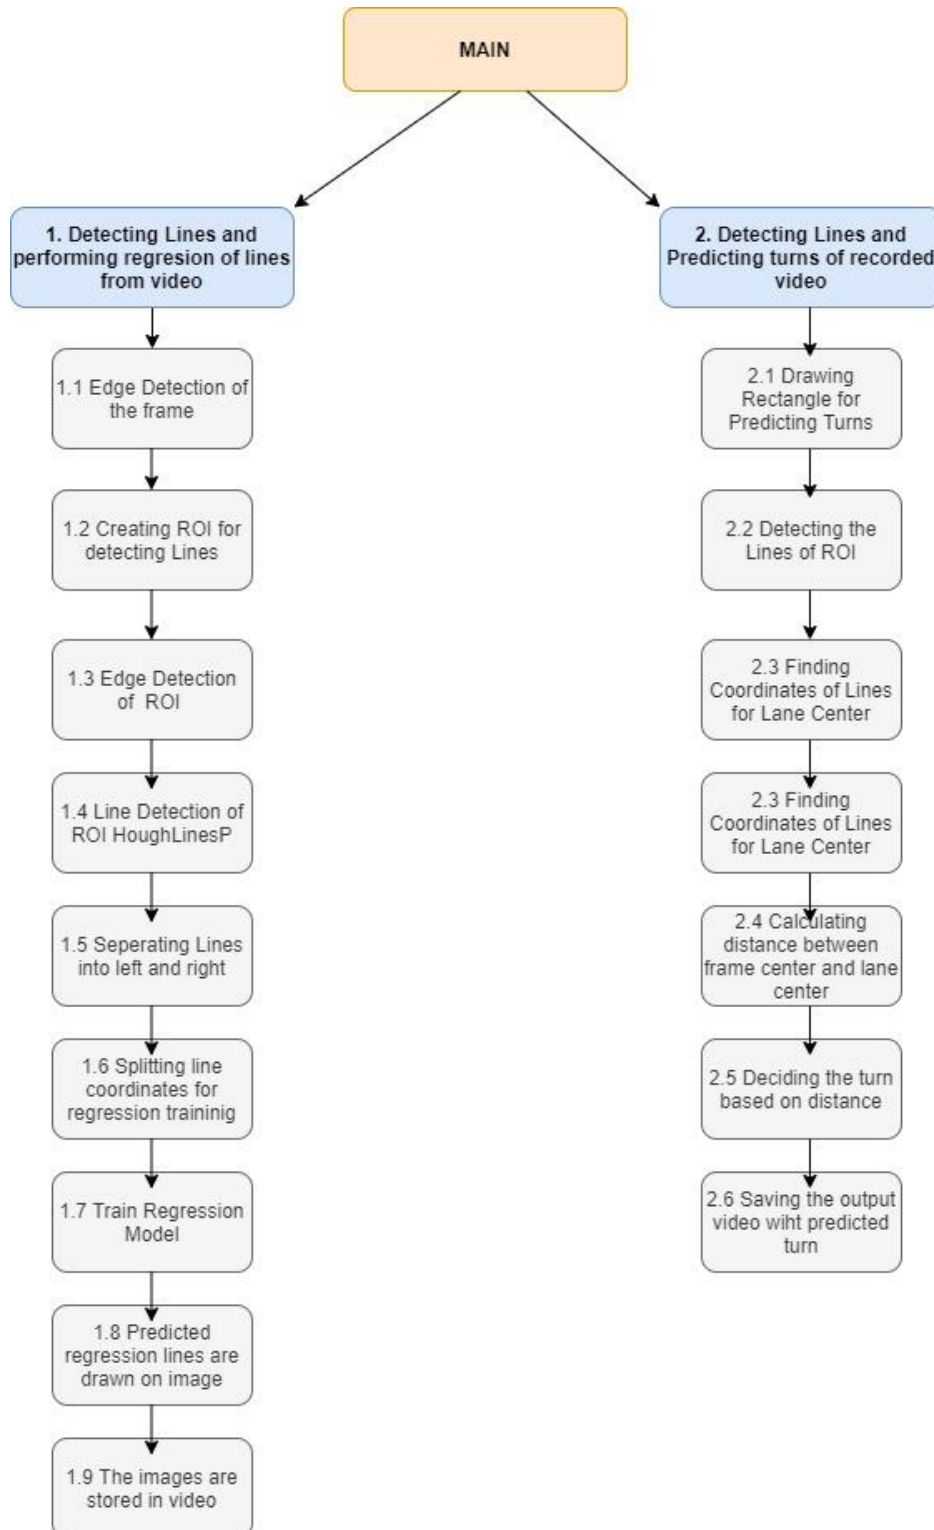 MAIN
1. Detecting Lines and
performing regresion of lines
from video
1.1 Edge Detection of
the frame
1.2 Creating ROI for
detecting Lines
1.3 Edge Detection
of ROI
1.4 Line Detection of
ROI HoughLinesP
1.5 Seperating Lines
into left and right
1.6 Splitting line
coordinates for
regression traininig
1.7 Train Regression
Model
1.8 Predicted
regression lines are
drawn on image
1.9 The images are
stored in video
2. Detecting Lines and
Predicting turns of recorded
video
2.1 Drawing
Rectangle for
Predicting Turns
2.2 Detecting the
Lines of ROI
2.3 Finding
Coordinates of Lines
for Lane Center
2.3 Finding
Coordinates of Lines
for Lane Center
2.4 Calculating
distance between
frame center and lane
center
2.5 Deciding the turn
based on distance
2.6 Saving the output
video wiht predicted
turn